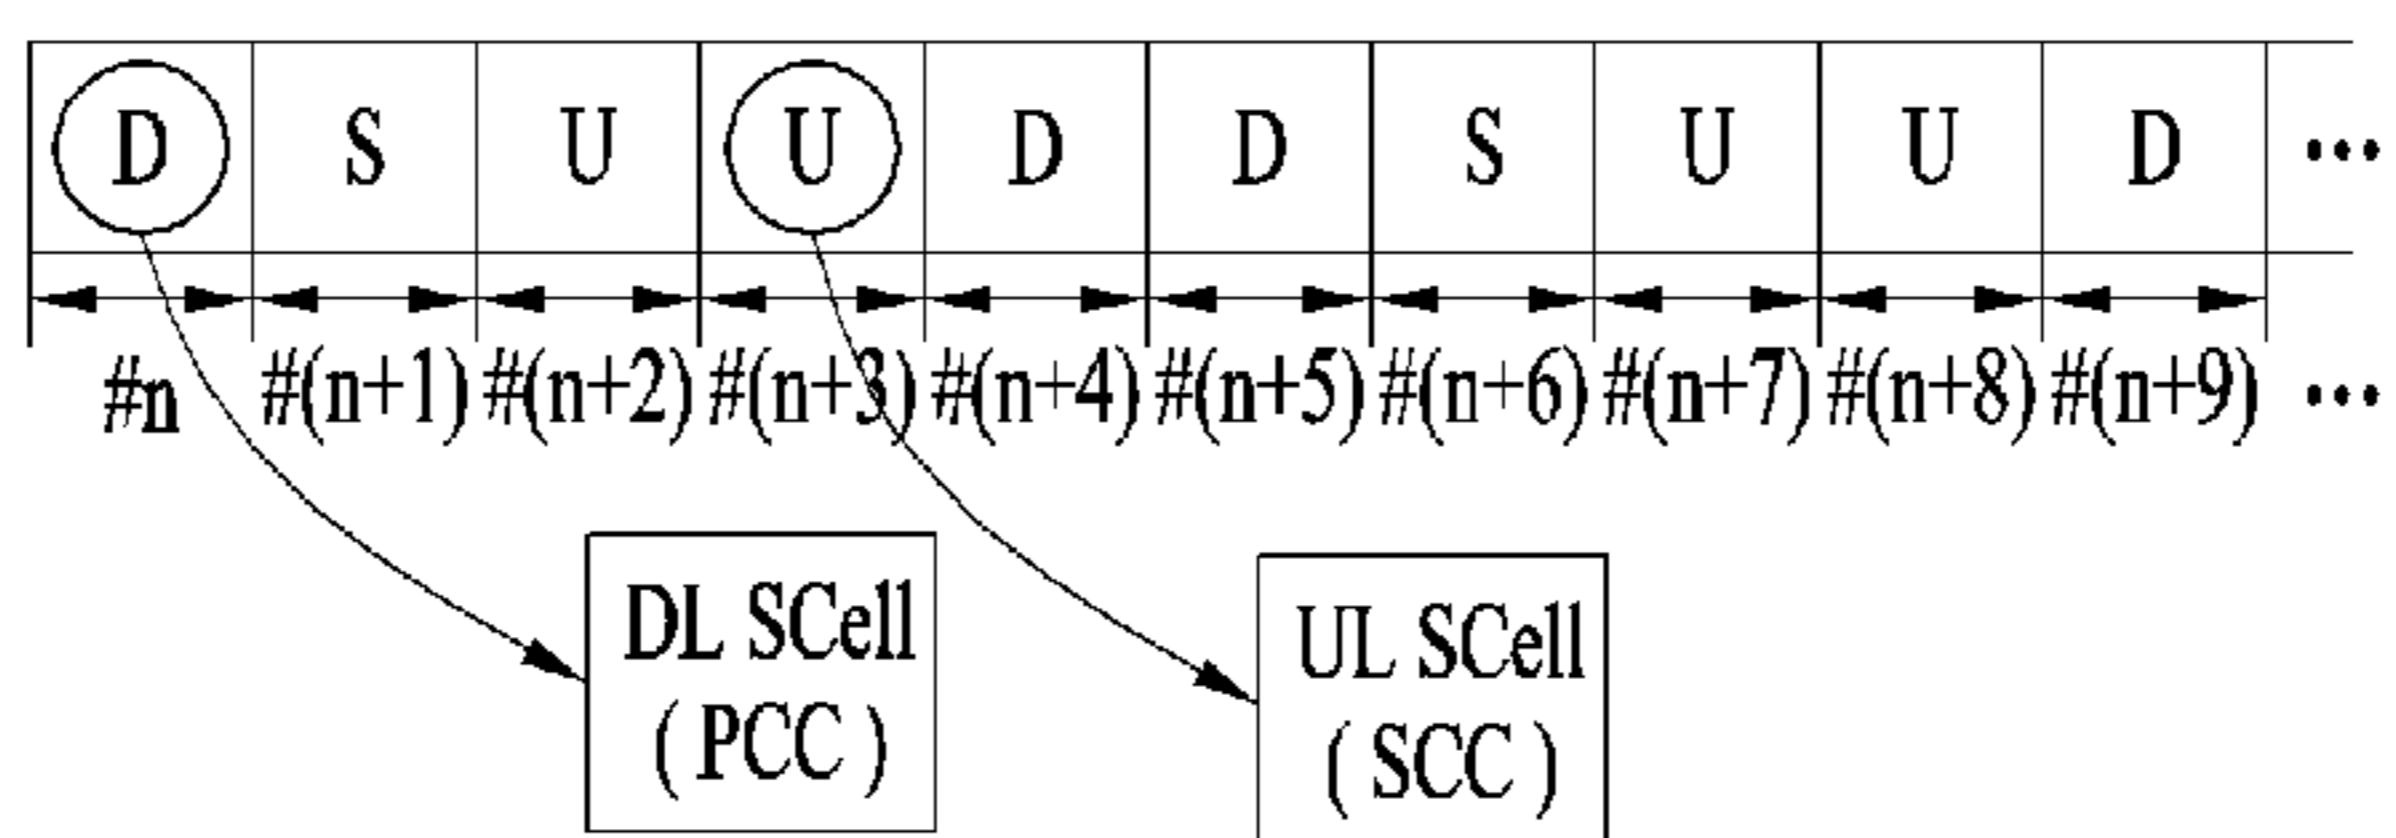 D S U U D D S U U D •••
#n #(n+1) #(n+2) #(n+3) #(n+4) #(n+5) #(n+6) #(n+7) #(n+8) #(n+9) •••
DL SCell
( PCC )
UL SCell
( SCC )